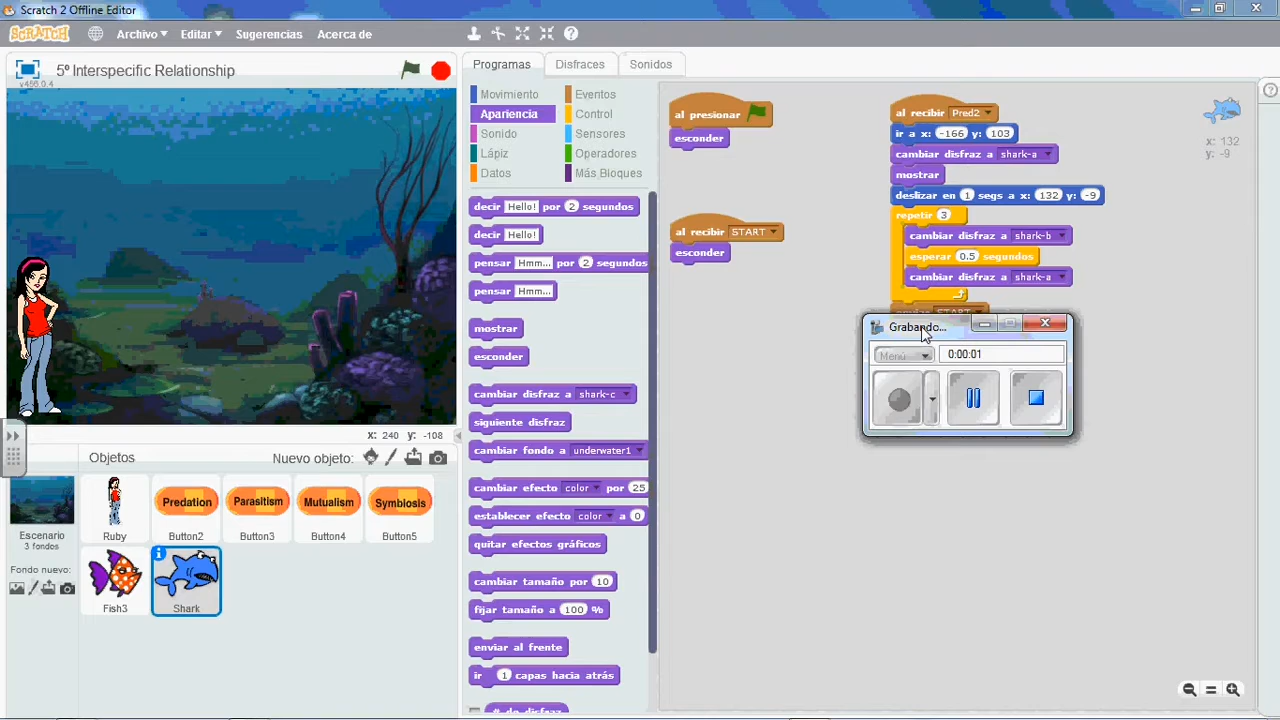 Scratch 2 Offline Editor
SCRATCH Archivo Editar Sugerencias Acerca de
5º Interspecific Relationship
v456.0.4
Programas Disfraces Sonidos
Movimiento Eventos
Apariencia Control
Sonido Sensores
Lápiz Operadores
Datos Más Bloques
decir Hello! por 2 segundos
decir Hello!
pensar Hmm... por 2 segundos
pensar Hmm...
mostrar
esconder
cambiar disfraz a shark-c
siguiente disfraz
cambiar fondo a underwater1
cambiar efecto color por 25
establecer efecto color a 0
quitar efectos gráficos
cambiar tamaño por 10
fijar tamaño a 100 %
enviar al frente
ir 1 capas hacia atrás
# de disfraz
al presionar
esconder
al recibir START
esconder
al recibir Pred2
ir a x: -166 y: 103
cambiar disfraz a shark-a
mostrar
deslizar en 1 segs a x: 132 y: -9
repetir 3
cambiar disfraz a shark-b
esperar 0.5 segundos
cambiar disfraz a shark-a
enviar START
Grabando...
Menú 0:00:01
x: 132
y: -9
x: 240 y: -108
Objetos Nuevo objeto:
Escenario
3 fondos
Fondo nuevo:
Ruby
Predation
Button2
Parasitism
Button3
Mutualism
Button4
Symbiosis
Button5
Fish3
Shark